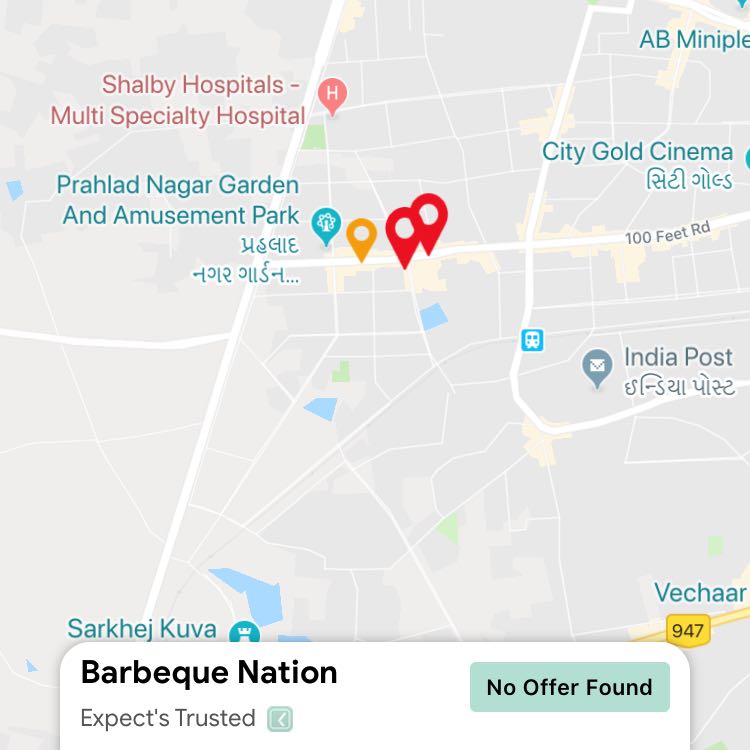 AB Miniple
Shalby Hospitals -
Multi Specialty Hospital
H
City Gold Cinema
સિટી ગોલ્ડ
Prahlad Nagar Garden
And Amusement Park
પ્રહલાદ
નગર ગાર્ડન...
100 Feet Rd
India Post
ઇન્ડિયા પોસ્ટ
Vechaar
947
Sarkhej Kuva
Barbeque Nation
No Offer Found
Expect's Trusted